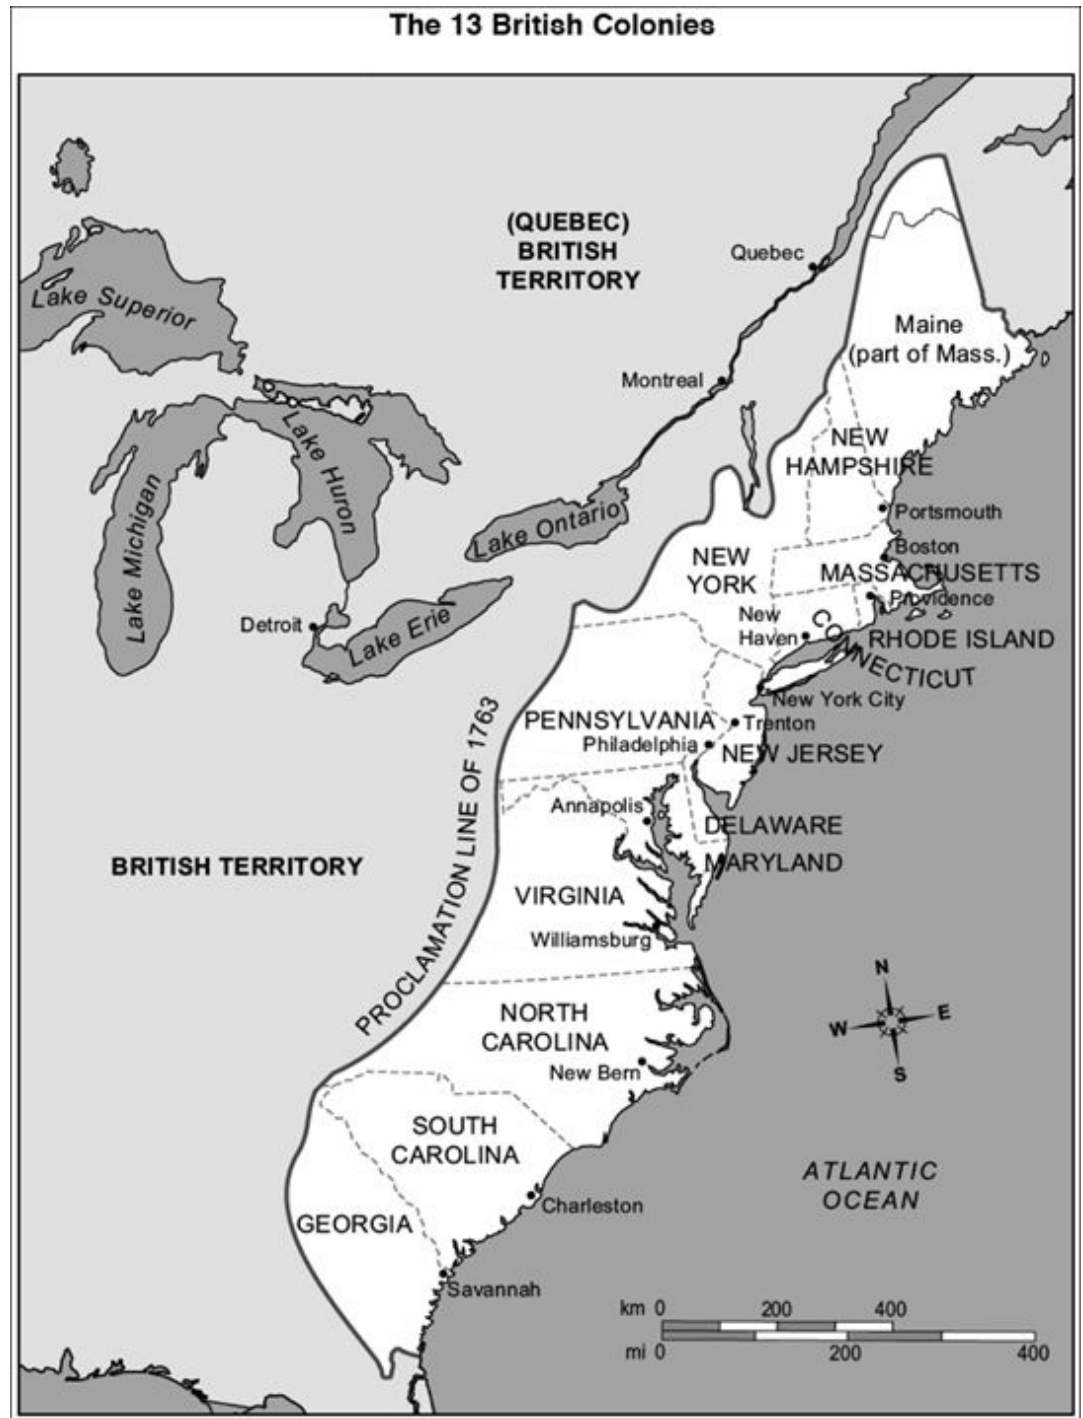 The 13 British Colonies
(QUEBEC)
BRITISH
TERRITORY
Quebec
Lake Superior
Maine
(part of Mass.)
Montreal
Lake Huron
Lake Michigan
NEW
HAMPSHIRE
Lake Ontario
Portsmouth
NEW
YORK
Boston
MASSACHUSETTS
Providence
Detroit
Lake Erie
New
Haven
CONNECTICUT
RHODE ISLAND
New York City
PENNSYLVANIA
Trenton
Philadelphia
NEW JERSEY
PROCLAMATION LINE OF 1763
Annapolis
DELAWARE
MARYLAND
BRITISH TERRITORY
VIRGINIA
Williamsburg
N
W
E
S
NORTH
CAROLINA
New Bern
SOUTH
CAROLINA
ATLANTIC
OCEAN
Charleston
GEORGIA
Savannah
km 0 200 400
mi 0 200 400